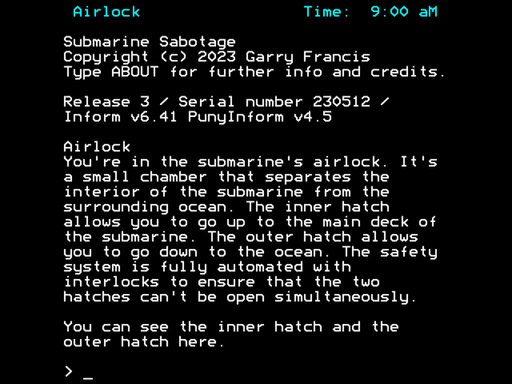 Airlock Time: 9:00 aM
Submarine Sabotage
Copyright (c) 2023 Garry Francis
Type ABOUT for further info and credits.
Release 3 / Serial number 230512 /
Inform v6.41 PunyInform v4.5
Airlock
You're in the submarine's airlock. It's
a small chamber that separates the
interior of the submarine from the
surrounding ocean. The inner hatch
allows you to go up to the main deck of
the submarine. The outer hatch allows
you to go down to the ocean. The safety
system is fully automated with
interlocks to ensure that the two
hatches can't be open simultaneously.
You can see the inner hatch and the
outer hatch here.
> _